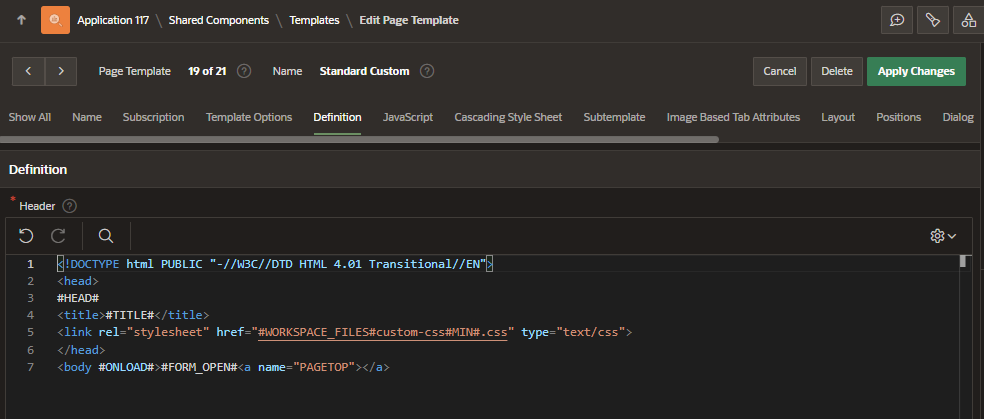 Application 117 \ Shared Components \ Templates \ Edit Page Template
Page Template 19 of 21 Name Standard Custom Cancel Delete Apply Changes
Show All Name Subscription Template Options Definition JavaScript Cascading Style Sheet Subtemplate Image Based Tab Attributes Layout Positions Dialog
Definition
* Header
1 <!DOCTYPE html PUBLIC "-//W3C//DTD HTML 4.01 Transitional//EN">
2 <head>
3 #HEAD#
4 <title>#TITLE#</title>
5 <link rel="stylesheet" href="#WORKSPACE_FILES#custom-css#MIN#.css" type="text/css">
6 </head>
7 <body #ONLOAD#>#FORM_OPEN#<a name="PAGETOP"></a>